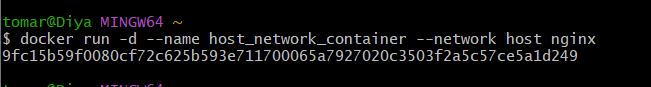 tomar@Diya MINGW64 ~
$ docker run -d --name host_network_container --network host nginx
9fc15b59f0080cf72c625b593e711700065a7927020c3503f2a5c57ce5a1d249